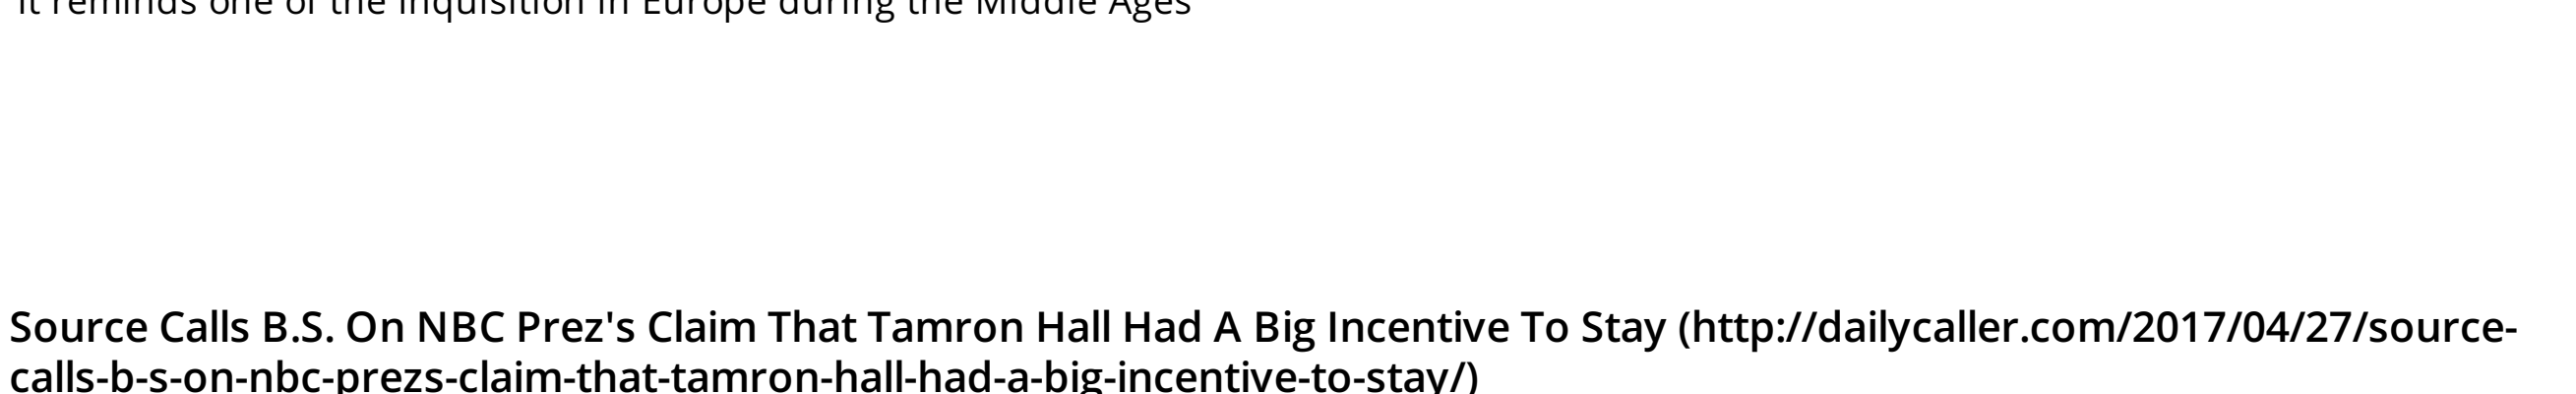 It reminds one of the Inquisition in Europe during the Middle Ages
Source Calls B.S. On NBC Prez's Claim That Tamron Hall Had A Big Incentive To Stay (http://dailycaller.com/2017/04/27/source-
calls-b-s-on-nbc-prezs-claim-that-tamron-hall-had-a-big-incentive-to-stay/)